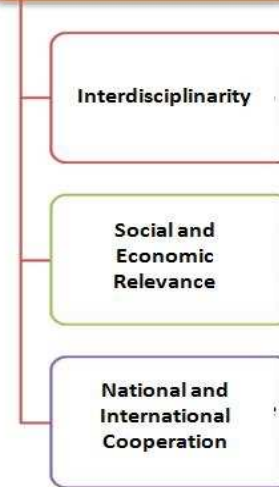 Interdisciplinarity
Social and
Economic
Relevance
National and
International
Cooperation